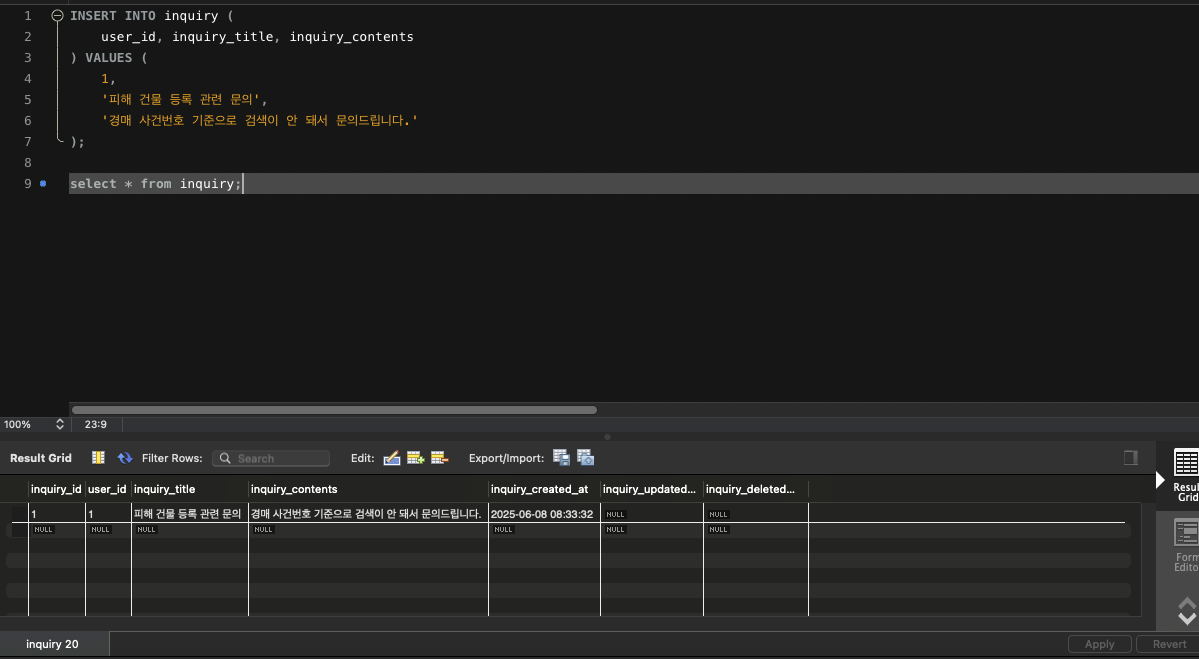 1 INSERT INTO inquiry (
2 user_id, inquiry_title, inquiry_contents
3 ) VALUES (
4 1,
5 '피해 건물 등록 관련 문의',
6 '경매 사건번호 기준으로 검색이 안 돼서 문의드립니다.'
7 );
8
9 select * from inquiry;
100% 23:9
Result Grid Filter Rows: Search Edit: Export/Import:
Resul
Grid
inquiry_id user_id inquiry_title inquiry_contents inquiry_created_at inquiry_updated... inquiry_deleted...
1 1 피해 건물 등록 관련 문의 경매 사건번호 기준으로 검색이 안 돼서 문의드립니다. 2025-06-08 08:33:32 NULL NULL
NULL NULL NULL NULL NULL NULL NULL
Form
Edito
inquiry 20 Apply Revert